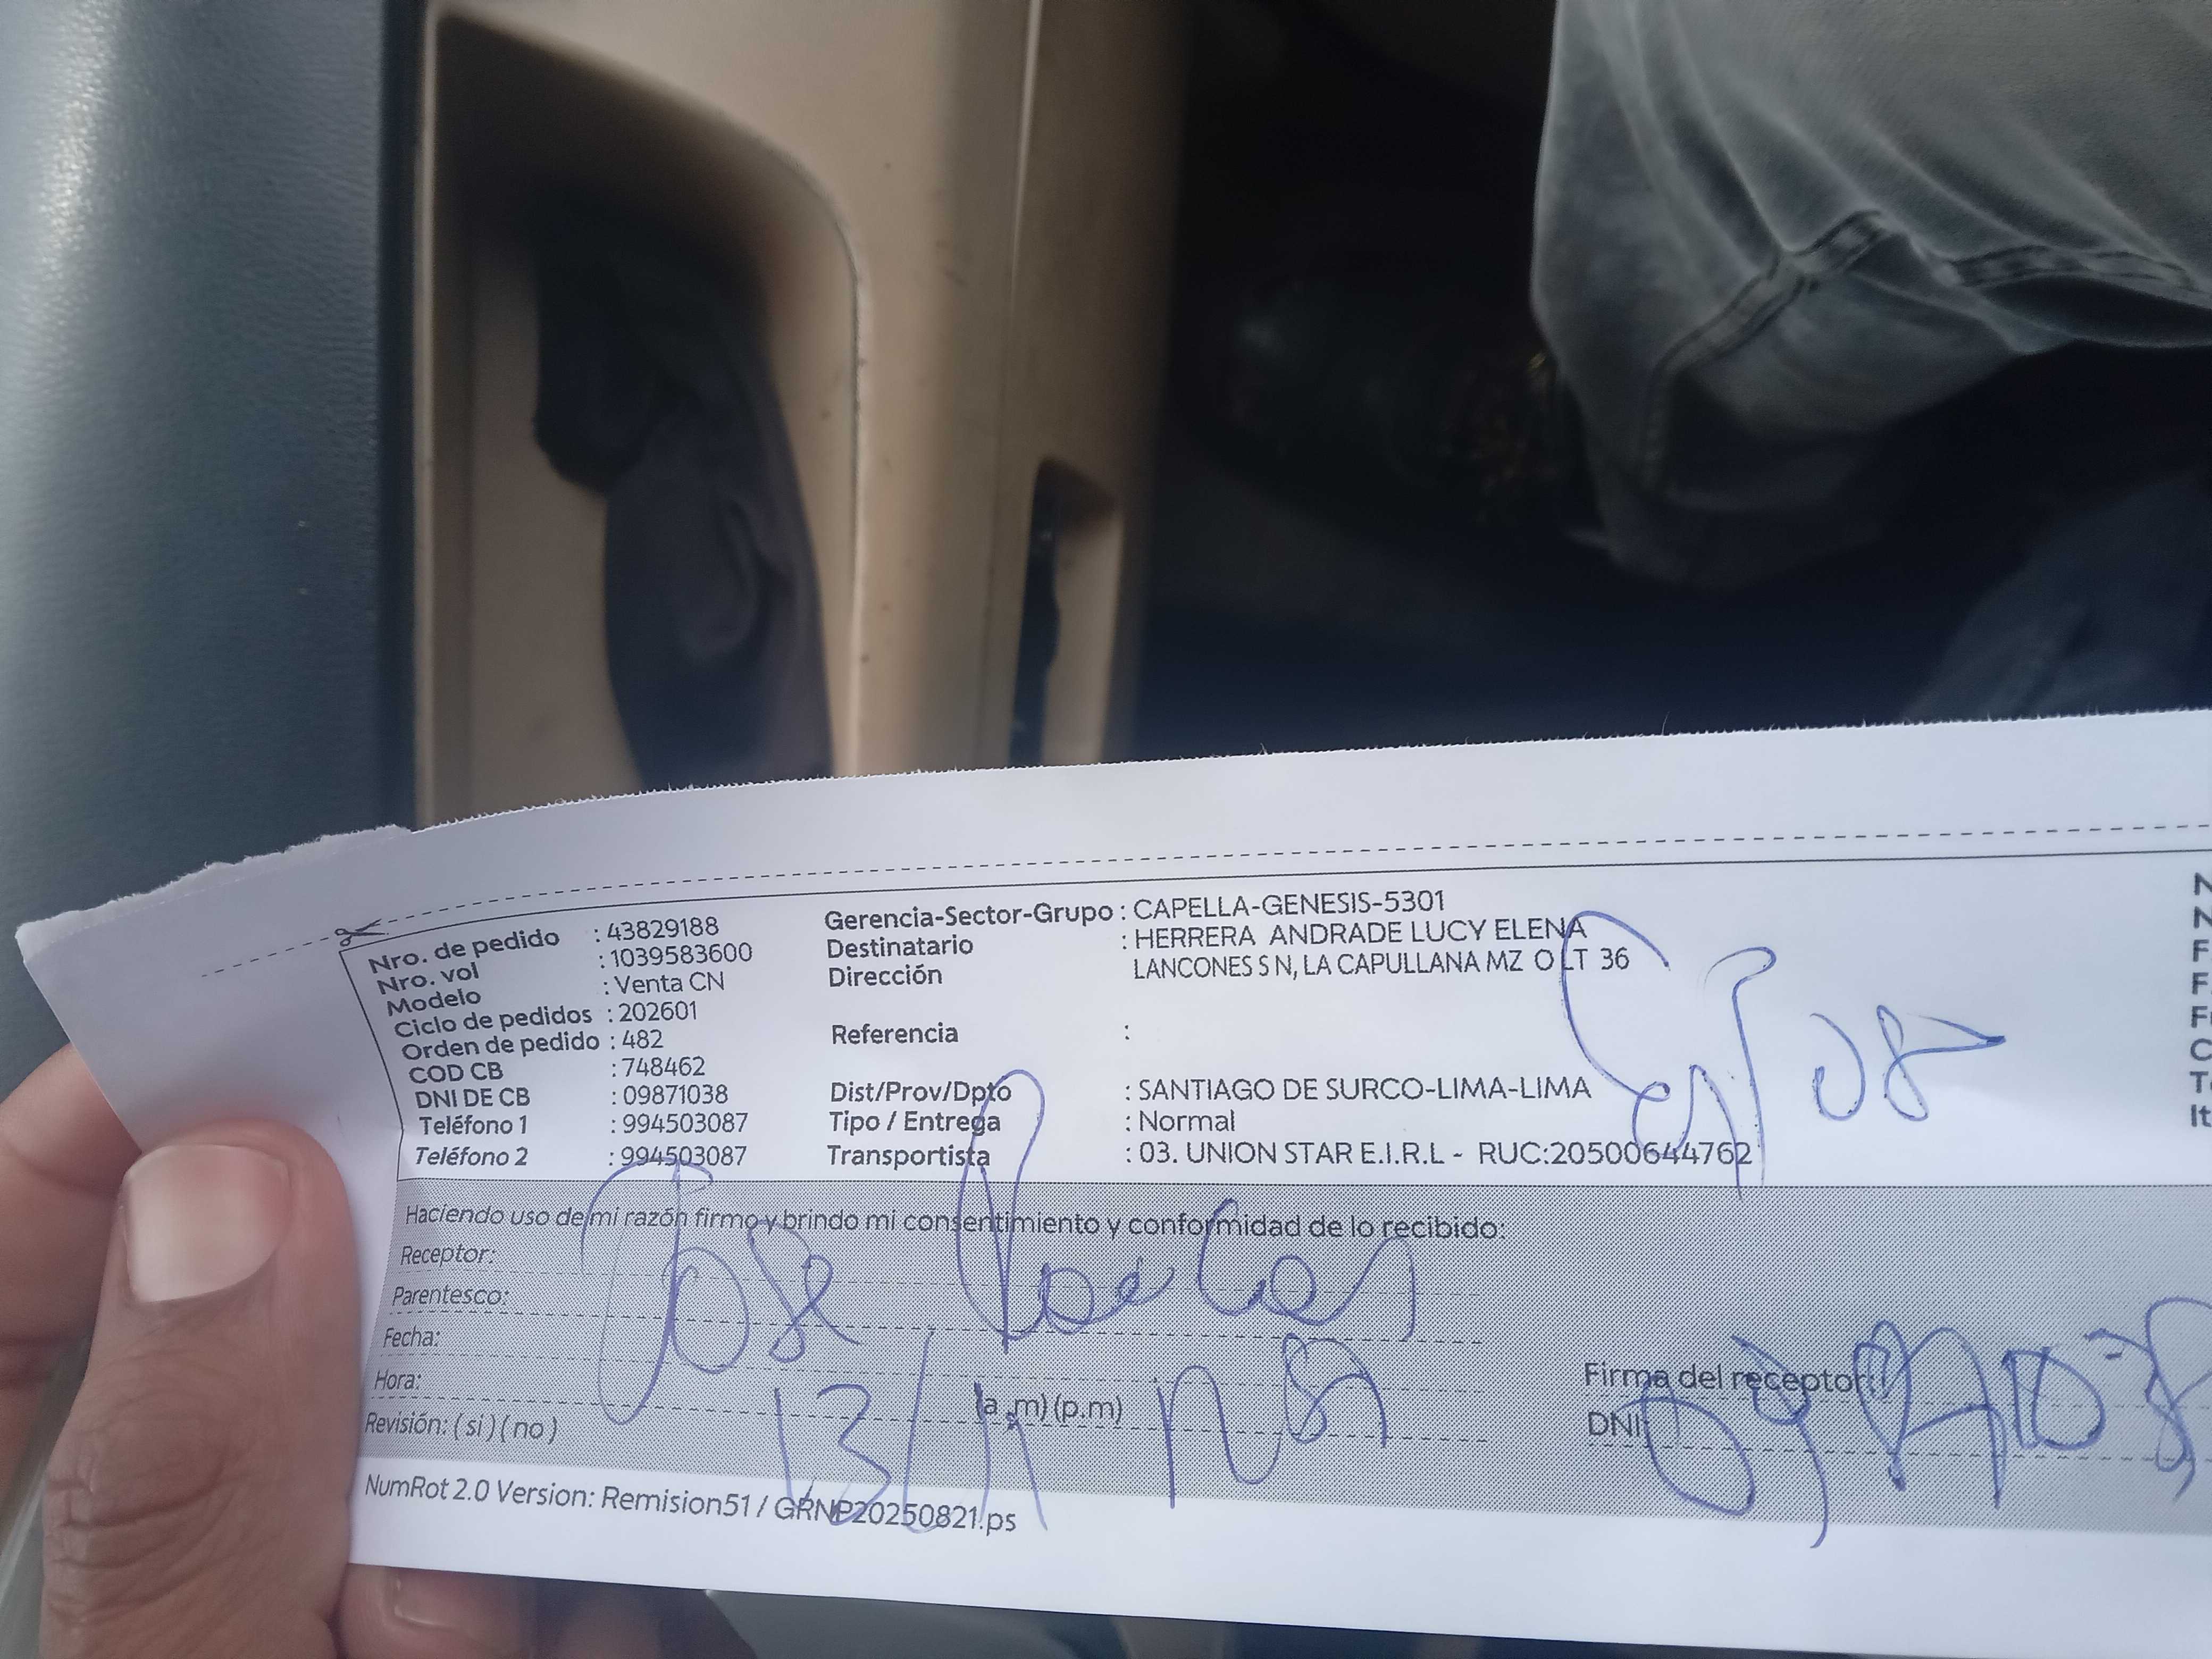 Nro. de pedido : 43829188
Nro. vol : 1039583600
Modelo : Venta CN
Ciclo de pedidos : 202601
Orden de pedido : 482
COD CB : 748462
DNI DE CB : 09871038
Teléfono 1 : 994503087
Teléfono 2 : 994503087
Gerencia-Sector-Grupo : CAPELLA-GENESIS-5301
Destinatario : HERRERA ANDRADE LUCY ELENA
Dirección LANCONES S N, LA CAPULLANA MZ O LT 36
Referencia :
Dist/Prov/Dpto : SANTIAGO DE SURCO-LIMA-LIMA
Tipo / Entrega : Normal
Transportista : 03. UNION STAR E.I.R.L - RUC:20500644762
Haciendo uso de mi razón firmo y brindo mi consentimiento y conformidad de lo recibido:
Receptor: Jose
Parentesco:
Fecha:
Hora: (a.m) (p.m)
Revisión: ( si ) ( no )
13/1
Firma del receptor:
DNI:
NumRot 2.0 Version: Remision51 / GRNP20250821.ps